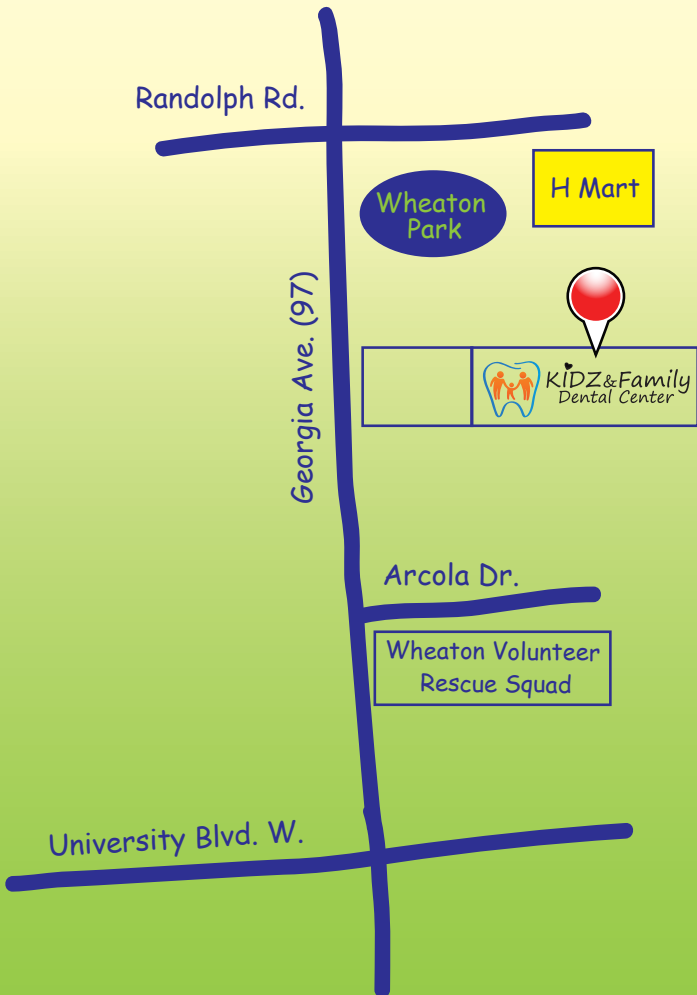 Randolph Rd.
H Mart
Wheaton
Park
Georgia Ave. (97)
KiDZ&Family
Dental Center
Arcola Dr.
Wheaton Volunteer
Rescue Squad
University Blvd. W.